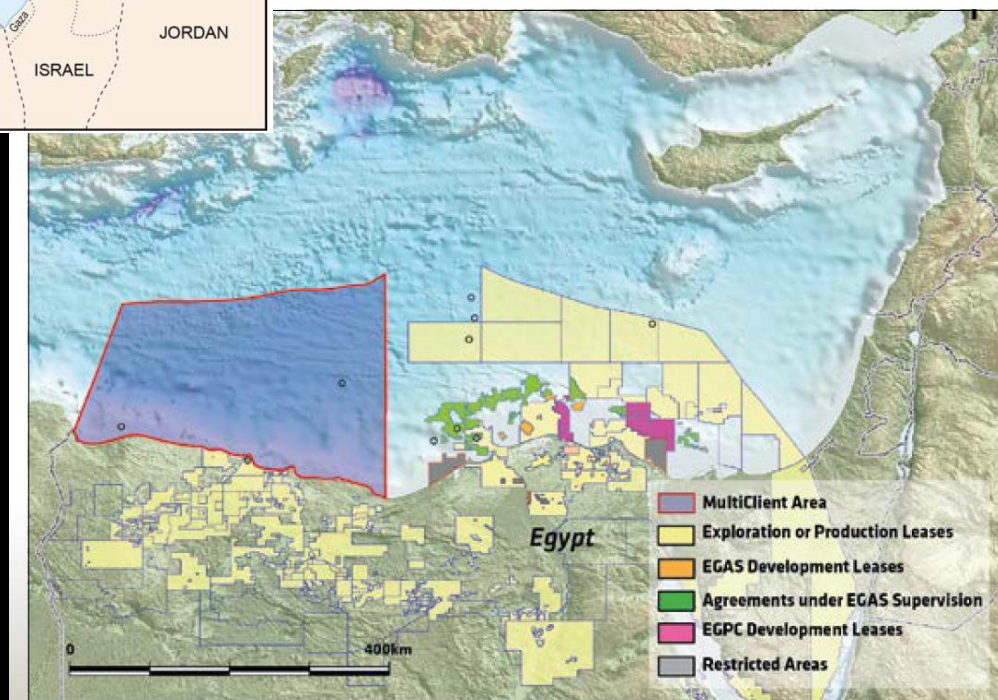 Gaza
JORDAN
ISRAEL
Egypt
MultiClient Area
Exploration or Production Leases
EGAS Development Leases
Agreements under EGAS Supervision
EGPC Development Leases
Restricted Areas
0
400km